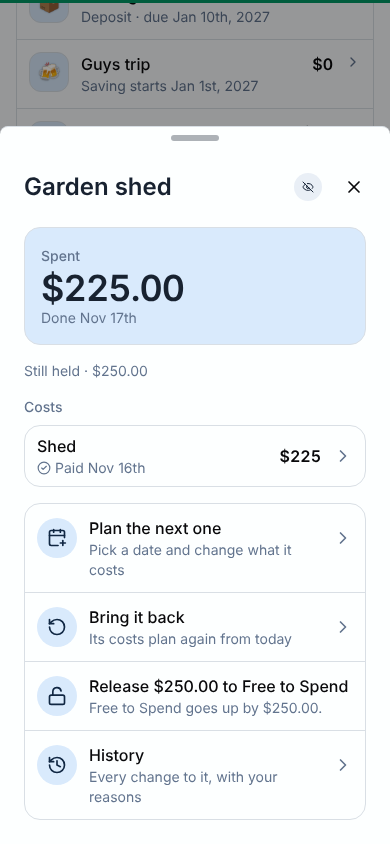 Deposit · due Jan 10th, 2027
Guys trip
$0
Saving starts Jan 1st, 2027
Garden shed
Spent
$225.00
Done Nov 17th
Still held · $250.00
Costs
Shed
$225
Paid Nov 16th
Plan the next one
Pick a date and change what it
costs
Bring it back
Its costs plan again from today
Release $250.00 to Free to Spend
Free to Spend goes up by $250.00.
History
Every change to it, with your
reasons